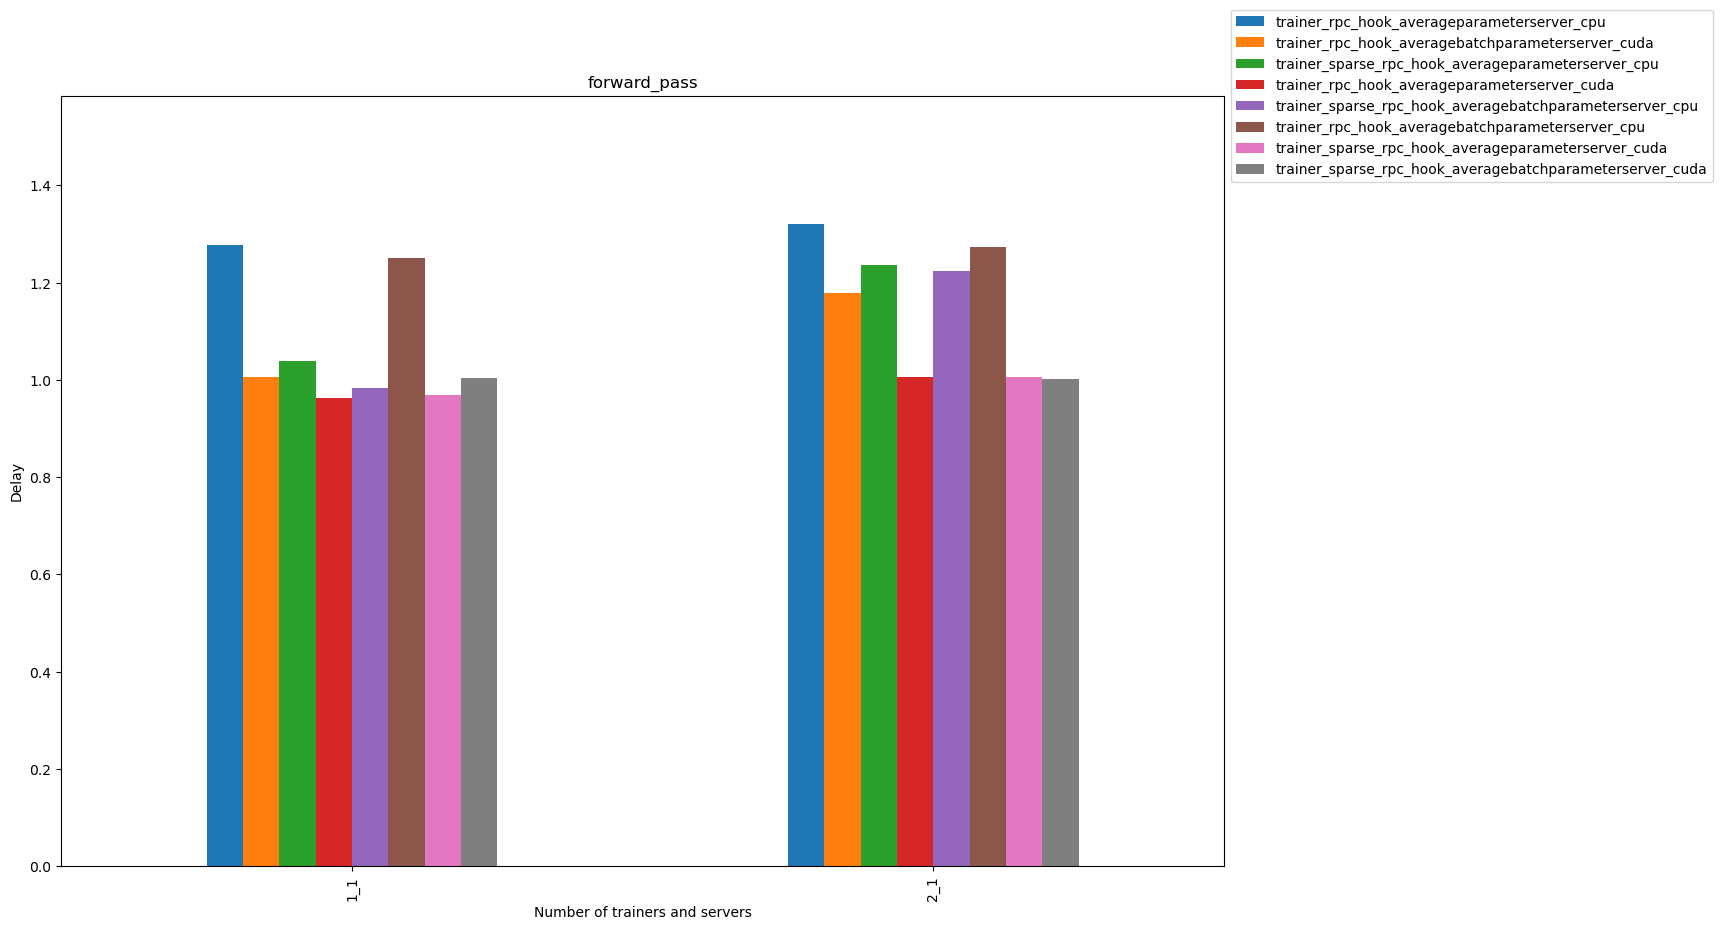 forward_pass
trainer_rpc_hook_averageparameterserver_cpu
trainer_rpc_hook_averagebatchparameterserver_cuda
trainer_sparse_rpc_hook_averageparameterserver_cpu
trainer_rpc_hook_averageparameterserver_cuda
trainer_sparse_rpc_hook_averagebatchparameterserver_cpu
trainer_rpc_hook_averagebatchparameterserver_cpu
trainer_sparse_rpc_hook_averageparameterserver_cuda
trainer_sparse_rpc_hook_averagebatchparameterserver_cuda
Delay
1.4
1.2
1.0
0.8
0.6
0.4
0.2
0.0
1_1
2_1
Number of trainers and servers